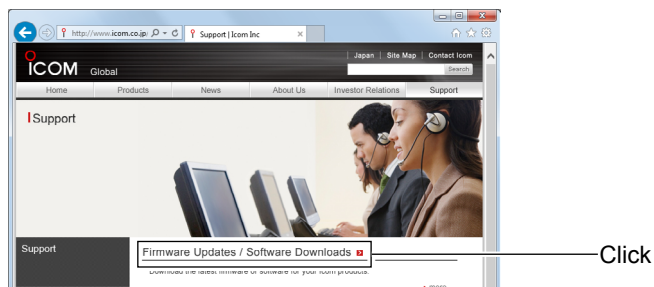 http://www.icom.co.jp/
Support | Icom Inc
Japan | Site Map | Contact Icom
ICOM Global
Search
Home Products News About Us Investor Relations Support
Support
Support
Firmware Updates / Software Downloads
Click
Download the latest firmware or software for your Icom products.
more